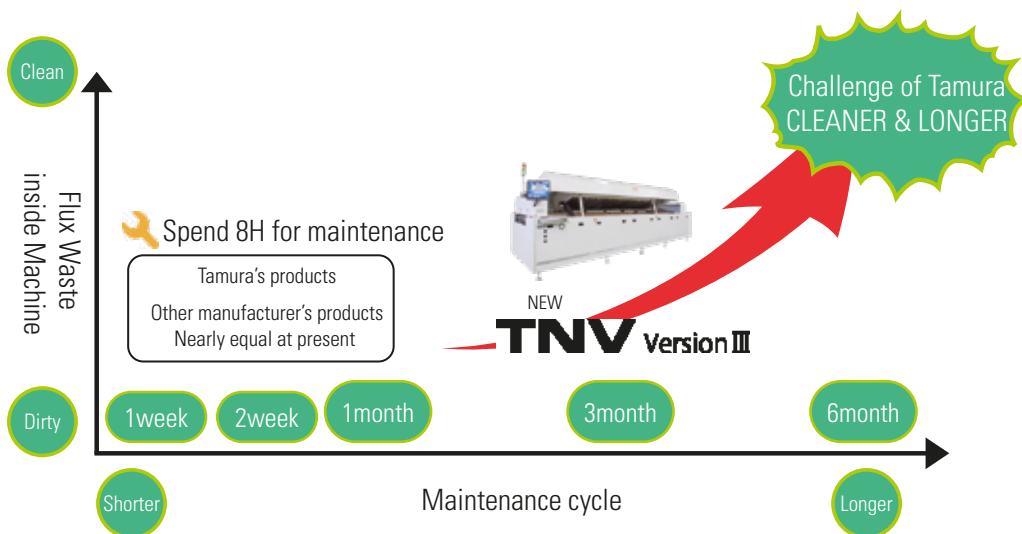 Clean
Challenge of Tamura
CLEANER & LONGER
Flux Waste
inside Machine
Spend 8H for maintenance
Tamura's products
Other manufacturer's products
Nearly equal at present
NEW
TNV Version Ⅲ
Dirty
1week
2week
1month
3month
6month
Shorter
Maintenance cycle
Longer